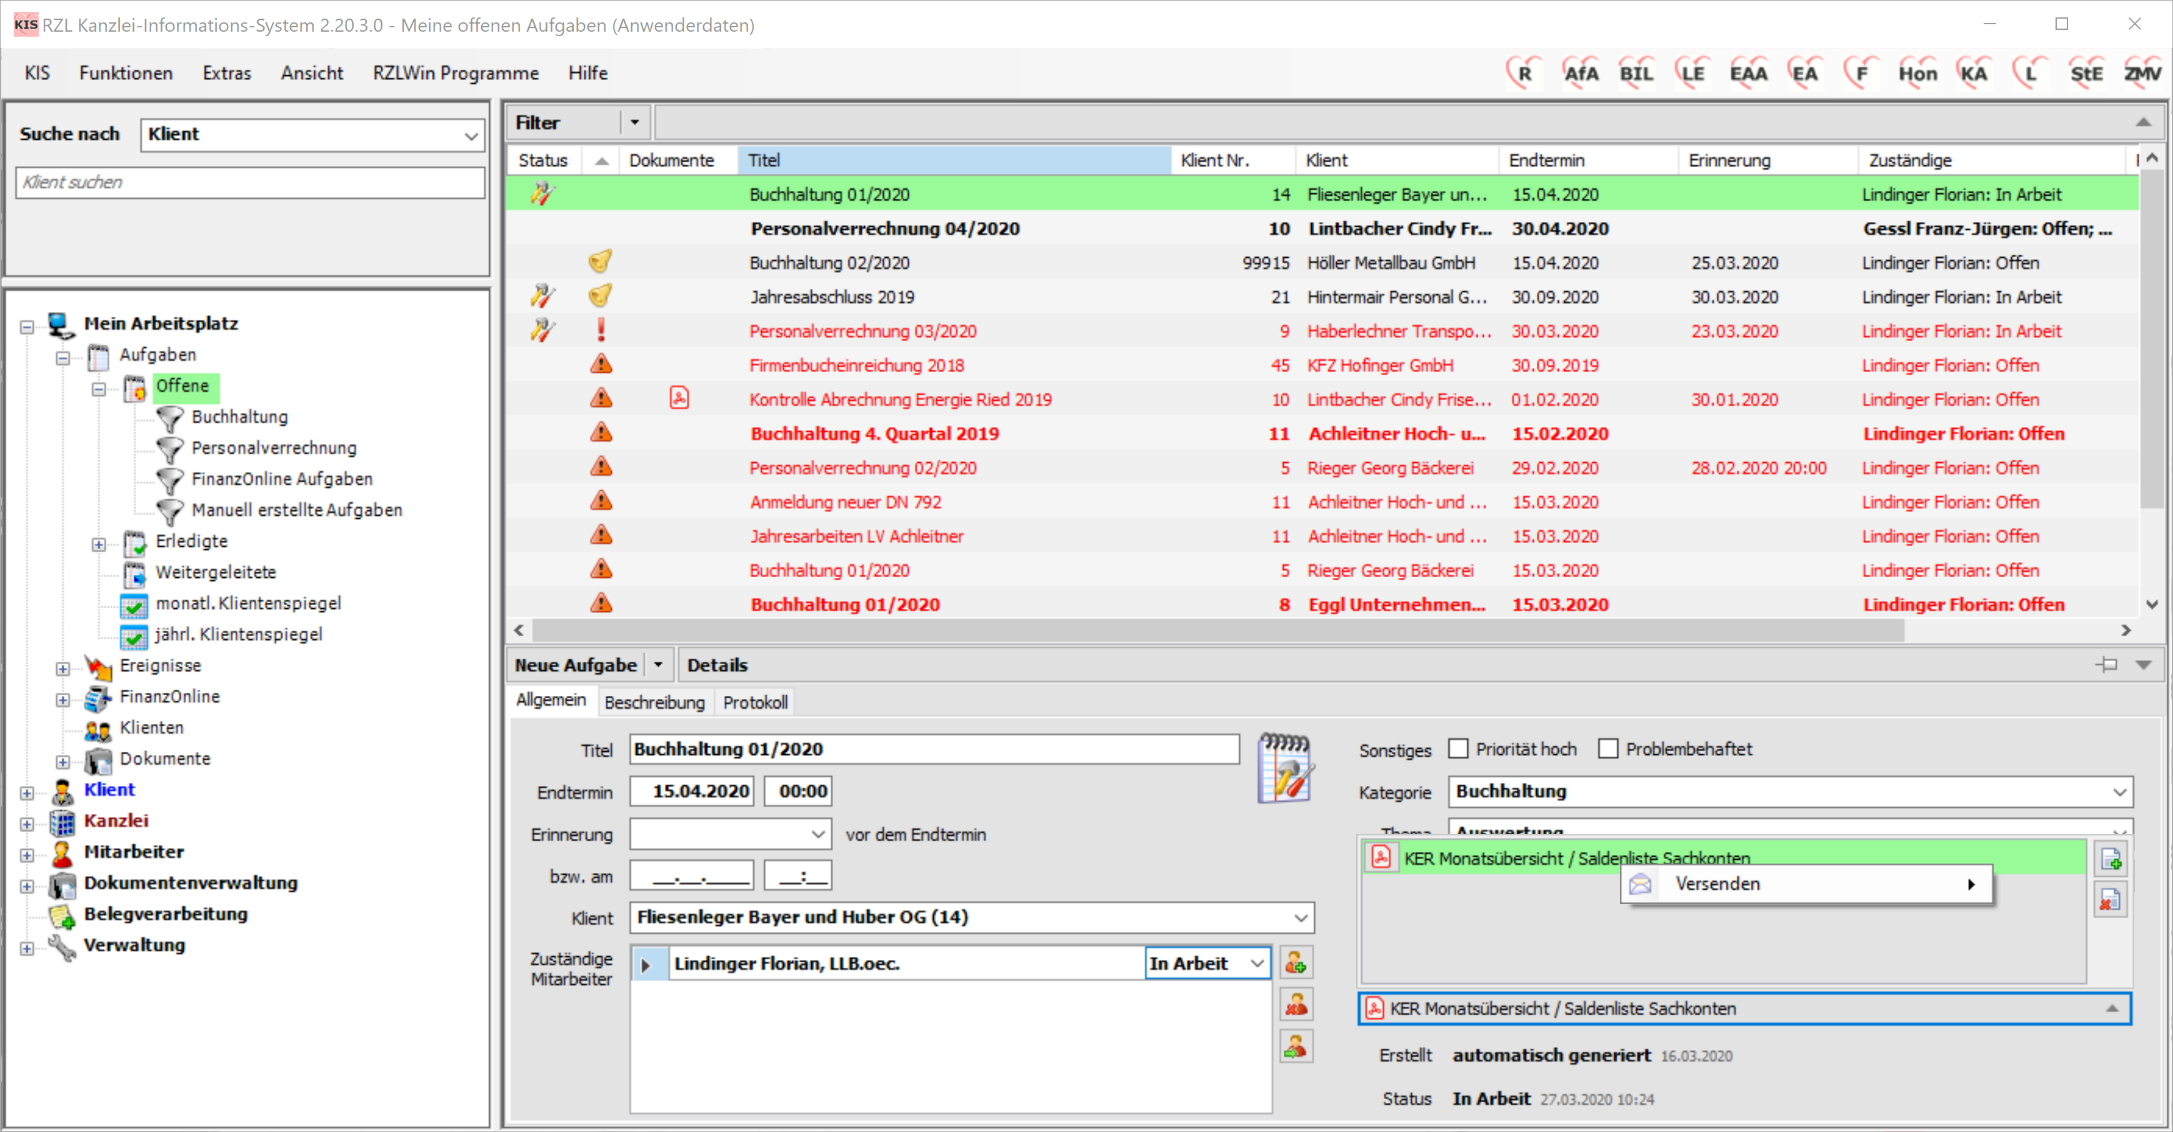 KIS RZL Kanzlei-Informations-System 2.20.3.0 - Meine offenen Aufgaben (Anwenderdaten)
KIS Funktionen Extras Ansicht RZLWin Programme Hilfe R AfA BIL LE EAA EA F Hon KA L StE ZMV
Suche nach Klient
Klient suchen
Mein Arbeitsplatz
Aufgaben
Offene
Buchhaltung
Personalverrechnung
FinanzOnline Aufgaben
Manuell erstellte Aufgaben
Erledigte
Weitergeleitete
monatl. Klientenspiegel
jährl. Klientenspiegel
Ereignisse
FinanzOnline
Klienten
Dokumente
Klient
Kanzlei
Mitarbeiter
Dokumentenverwaltung
Belegverarbeitung
Verwaltung
Filter
Status Dokumente Titel Klient Nr. Klient Endtermin Erinnerung Zuständige
Buchhaltung 01/2020 14 Fliesenleger Bayer un... 15.04.2020 Lindinger Florian: In Arbeit
Personalverrechnung 04/2020 10 Lintbacher Cindy Fr... 30.04.2020 Gessl Franz-Jürgen: Offen; ...
Buchhaltung 02/2020 99915 Höller Metallbau GmbH 15.04.2020 25.03.2020 Lindinger Florian: Offen
Jahresabschluss 2019 21 Hintermair Personal G... 30.09.2020 30.03.2020 Lindinger Florian: In Arbeit
Personalverrechnung 03/2020 9 Haberlechner Transpo... 30.03.2020 23.03.2020 Lindinger Florian: In Arbeit
Firmenbucheinreichung 2018 45 KFZ Hofinger GmbH 30.09.2019 Lindinger Florian: Offen
Kontrolle Abrechnung Energie Ried 2019 10 Lintbacher Cindy Frise... 01.02.2020 30.01.2020 Lindinger Florian: Offen
Buchhaltung 4. Quartal 2019 11 Achleitner Hoch- u... 15.02.2020 Lindinger Florian: Offen
Personalverrechnung 02/2020 5 Rieger Georg Bäckerei 29.02.2020 28.02.2020 20:00 Lindinger Florian: Offen
Anmeldung neuer DN 792 11 Achleitner Hoch- und ... 15.03.2020 Lindinger Florian: Offen
Jahresarbeiten LV Achleitner 11 Achleitner Hoch- und ... 15.03.2020 Lindinger Florian: Offen
Buchhaltung 01/2020 5 Rieger Georg Bäckerei 15.03.2020 Lindinger Florian: Offen
Buchhaltung 01/2020 8 Eggl Unternehmen... 15.03.2020 Lindinger Florian: Offen
Neue Aufgabe Details
Allgemein Beschreibung Protokoll
Titel Buchhaltung 01/2020
Endtermin 15.04.2020 00:00
Erinnerung vor dem Endtermin
bzw. am __.__.____ __:__
Klient Fliesenleger Bayer und Huber OG (14)
Zuständige
Mitarbeiter
Lindinger Florian, LLB.oec. In Arbeit
Sonstiges Priorität hoch Problembehaftet
Kategorie Buchhaltung
Thema Auswertung
KER Monatsübersicht / Saldenliste Sachkonten
Versenden
KER Monatsübersicht / Saldenliste Sachkonten
Erstellt automatisch generiert 16.03.2020
Status In Arbeit 27.03.2020 10:24